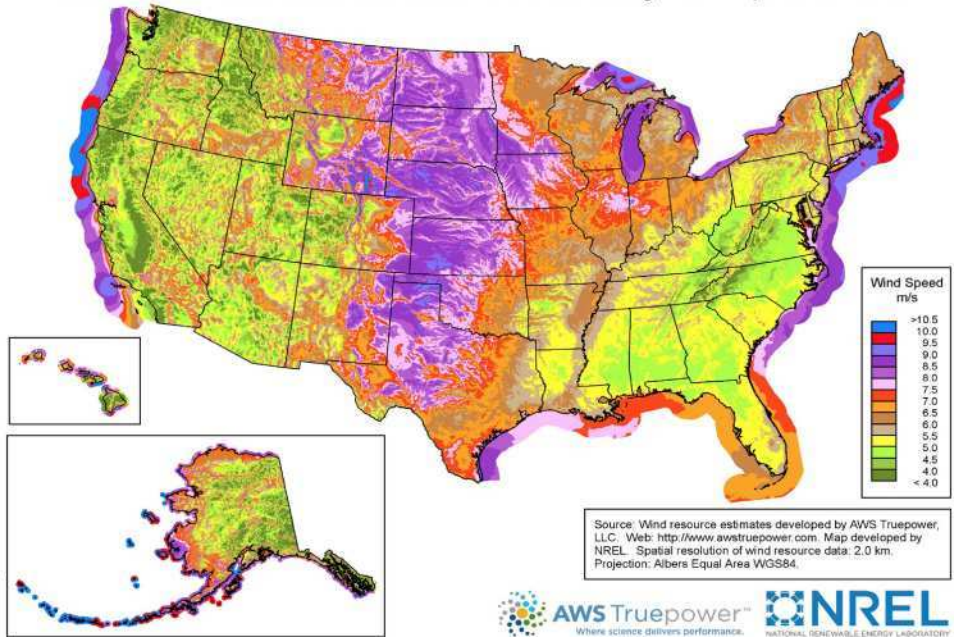 Wind Speed
m/s
>10.5
10.0
9.5
9.0
8.5
8.0
7.5
7.0
6.5
6.0
5.5
5.0
4.5
4.0
< 4.0
Source: Wind resource estimates developed by AWS Truepower,
LLC. Web: http://www.awstruepower.com. Map developed by
NREL. Spatial resolution of wind resource data: 2.0 km.
Projection: Albers Equal Area WGS84.
AWS Truepower™
Where science delivers performance.
NREL
NATIONAL RENEWABLE ENERGY LABORATORY